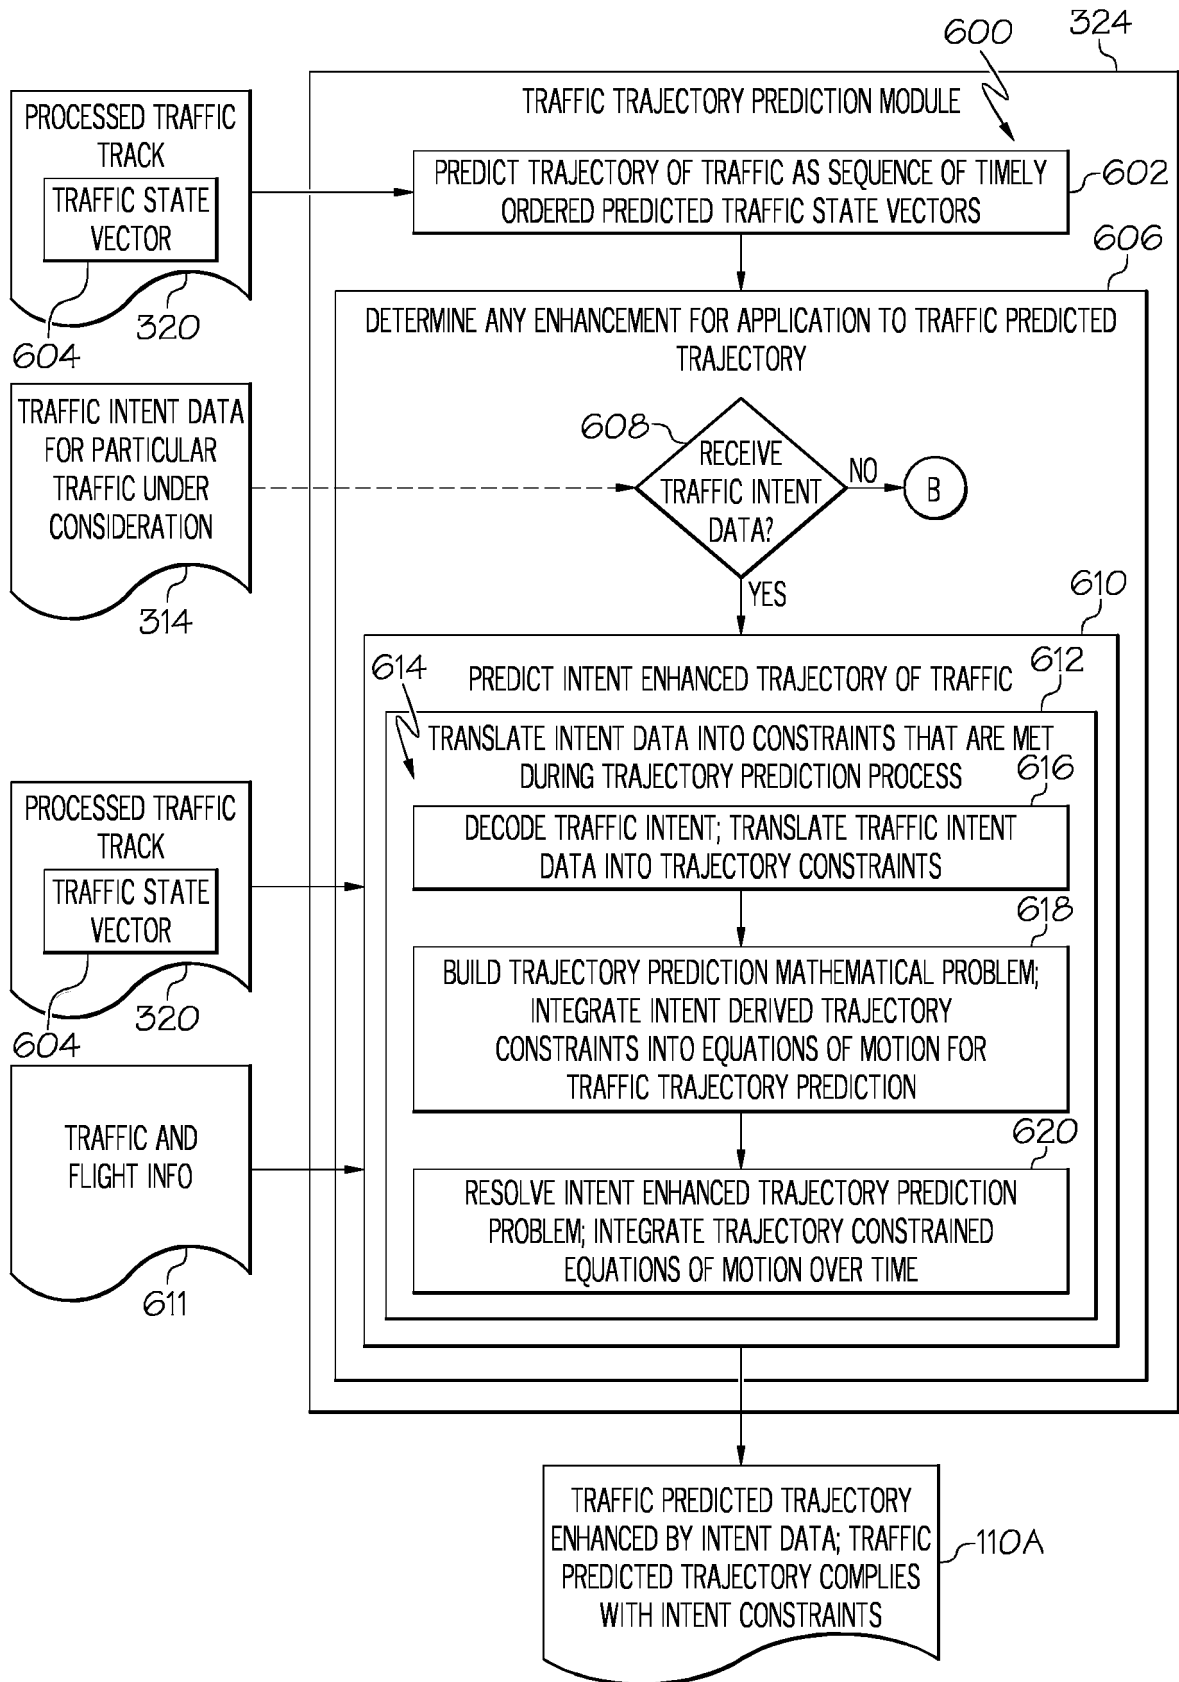 324
600
PROCESSED TRAFFIC
TRACK
TRAFFIC STATE
VECTOR
320
604
TRAFFIC TRAJECTORY PREDICTION MODULE
PREDICT TRAJECTORY OF TRAFFIC AS SEQUENCE OF TIMELY
ORDERED PREDICTED TRAFFIC STATE VECTORS
602
606
DETERMINE ANY ENHANCEMENT FOR APPLICATION TO TRAFFIC PREDICTED
TRAJECTORY
TRAFFIC INTENT DATA
FOR PARTICULAR
TRAFFIC UNDER
CONSIDERATION
314
608
RECEIVE
TRAFFIC INTENT
DATA?
NO
B
YES
610
PREDICT INTENT ENHANCED TRAJECTORY OF TRAFFIC
612
614
TRANSLATE INTENT DATA INTO CONSTRAINTS THAT ARE MET
DURING TRAJECTORY PREDICTION PROCESS
616
DECODE TRAFFIC INTENT; TRANSLATE TRAFFIC INTENT
DATA INTO TRAJECTORY CONSTRAINTS
PROCESSED TRAFFIC
TRACK
TRAFFIC STATE
VECTOR
320
604
618
BUILD TRAJECTORY PREDICTION MATHEMATICAL PROBLEM;
INTEGRATE INTENT DERIVED TRAJECTORY
CONSTRAINTS INTO EQUATIONS OF MOTION FOR
TRAFFIC TRAJECTORY PREDICTION
TRAFFIC AND
FLIGHT INFO
611
620
RESOLVE INTENT ENHANCED TRAJECTORY PREDICTION
PROBLEM; INTEGRATE TRAJECTORY CONSTRAINED
EQUATIONS OF MOTION OVER TIME
TRAFFIC PREDICTED TRAJECTORY
ENHANCED BY INTENT DATA; TRAFFIC
PREDICTED TRAJECTORY COMPLIES
WITH INTENT CONSTRAINTS
110A